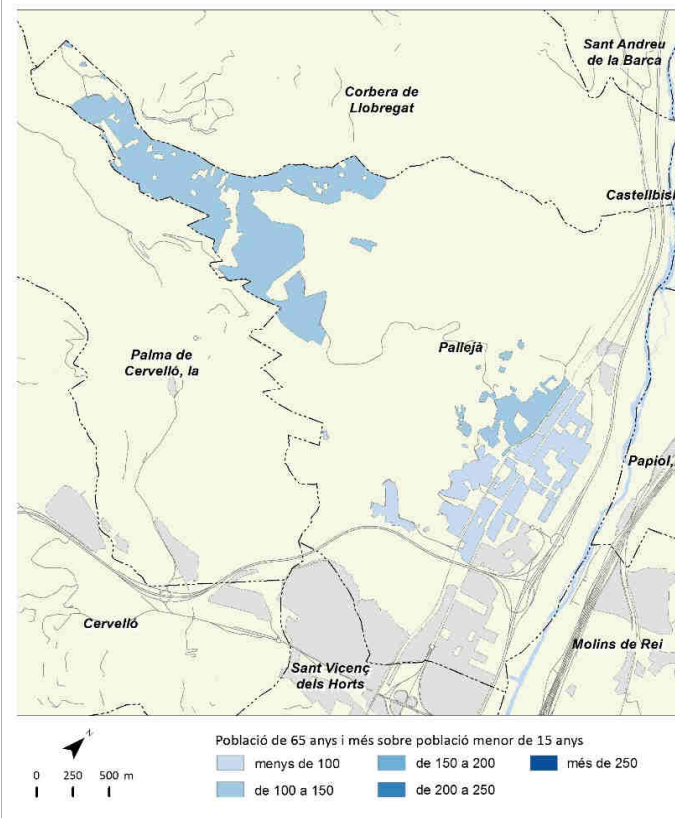 Sant Andreu
de la Barca
Corbera de
Llobregat
Castellbisb
Pallejà
Palma de
Cervelló, la
Papiol,
Cervelló
Molins de Rei
Sant Vicenç
dels Horts
N
Població de 65 anys i més sobre població menor de 15 anys
menys de 100
de 150 a 200
més de 250
0 250 500 m
de 100 a 150
de 200 a 250